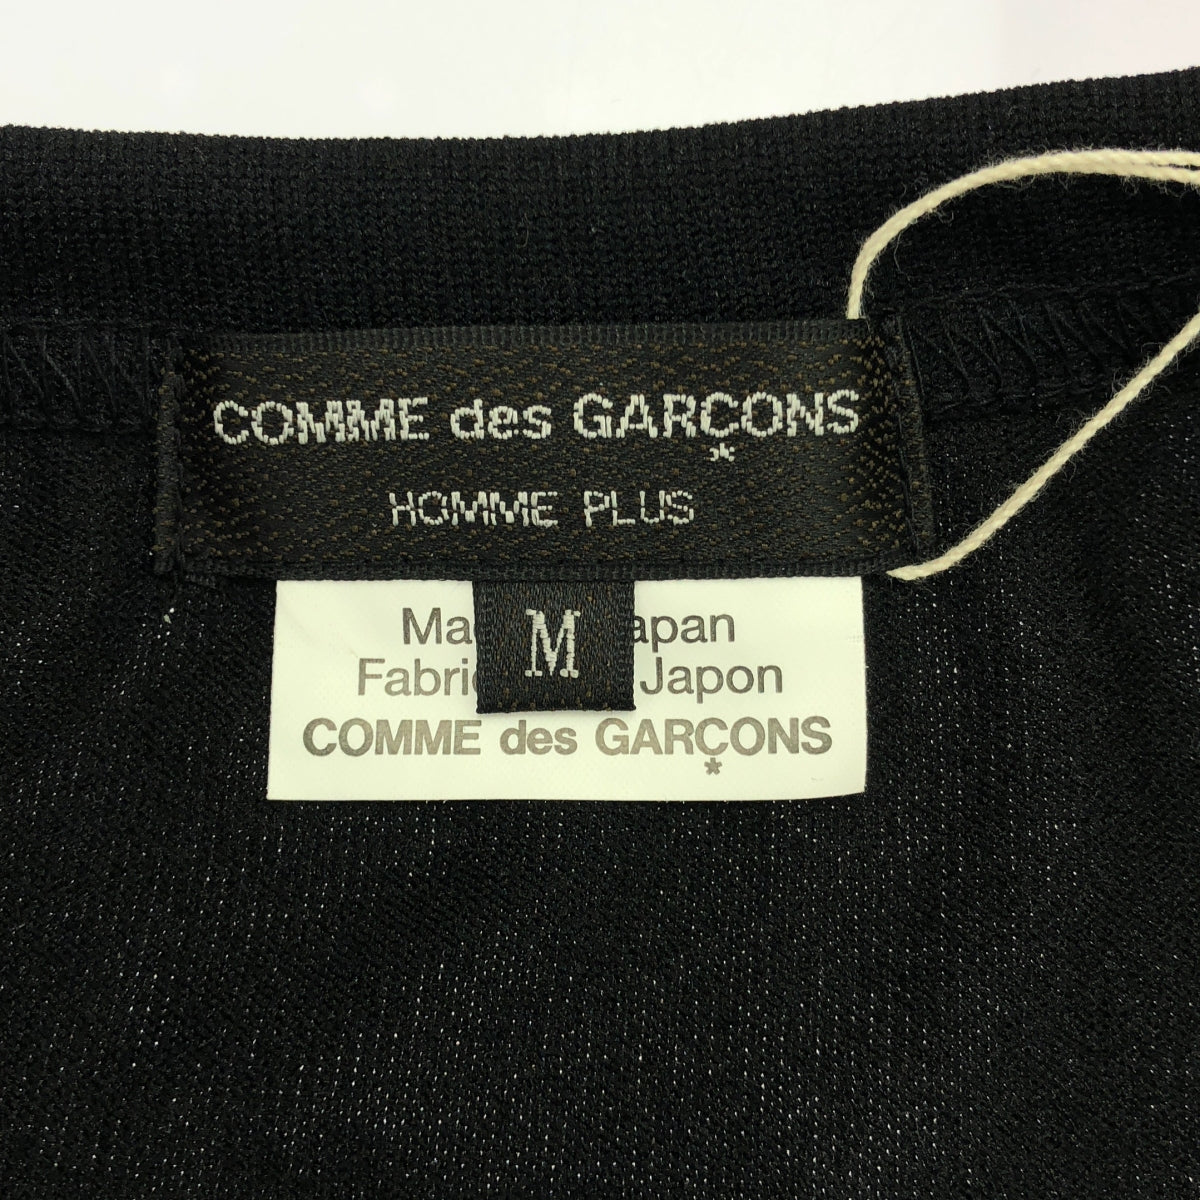 COMME des GARÇONS
*
HOMME PLUS
M
Ma apan
Fabri Japon
COMME des GARÇONS
*